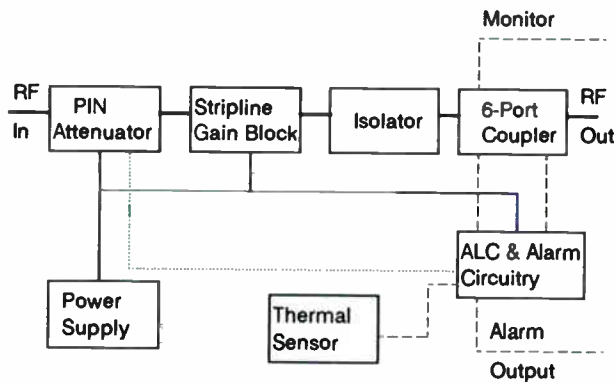 Monitor
RF
In
PIN
Attenuator
Stripline
Gain Block
Isolator
6-Port
Coupler
RF
Out
ALC & Alarm
Circuitry
Power
Supply
Thermal
Sensor
Alarm
Output